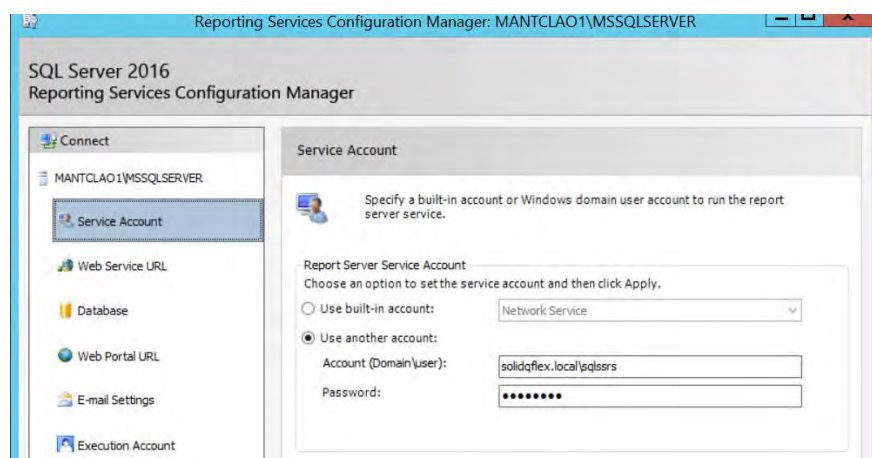 Reporting Services Configuration Manager: MANTCLAO1\MSSQLSERVER
SQL Server 2016
Reporting Services Configuration Manager
Connect
MANTCLAO1\MSSQLSERVER
Service Account
Web Service URL
Database
Web Portal URL
E-mail Settings
Execution Account
Service Account
Specify a built-in account or Windows domain user account to run the report
server service.
Report Server Service Account
Choose an option to set the service account and then click Apply.
Use built-in account:
Network Service
Use another account:
Account (Domain\user):
solidqflex.local\sqlssrs
Password:
●●●●●●●●